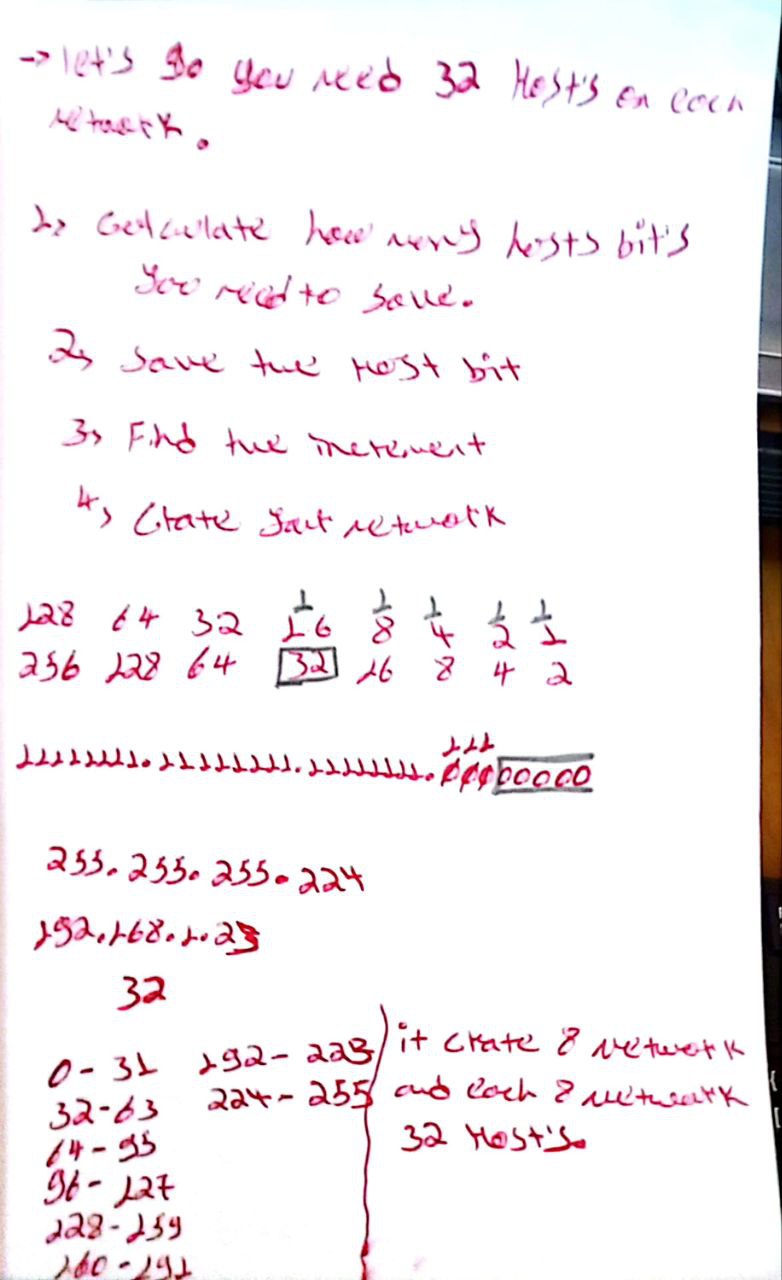 -> let's go you need 32 Host's on each
network.
1, Calculate how meny hosts bit's
you need to save.
2, Save the Host bit
3, Find the increment
4, Crate your network
1 1 1 1 1
128 64 32 16 8 4 2 1
256 128 64 32 16 8 4 2
111
11111111.11111111.11111111.00000000
255.255.255.224
192.168.1.23
32
0-31 192-223 it crate 8 network
32-63 224-255 and each 8 network
64-95 32 Host's.
96-127
128-159
160-191